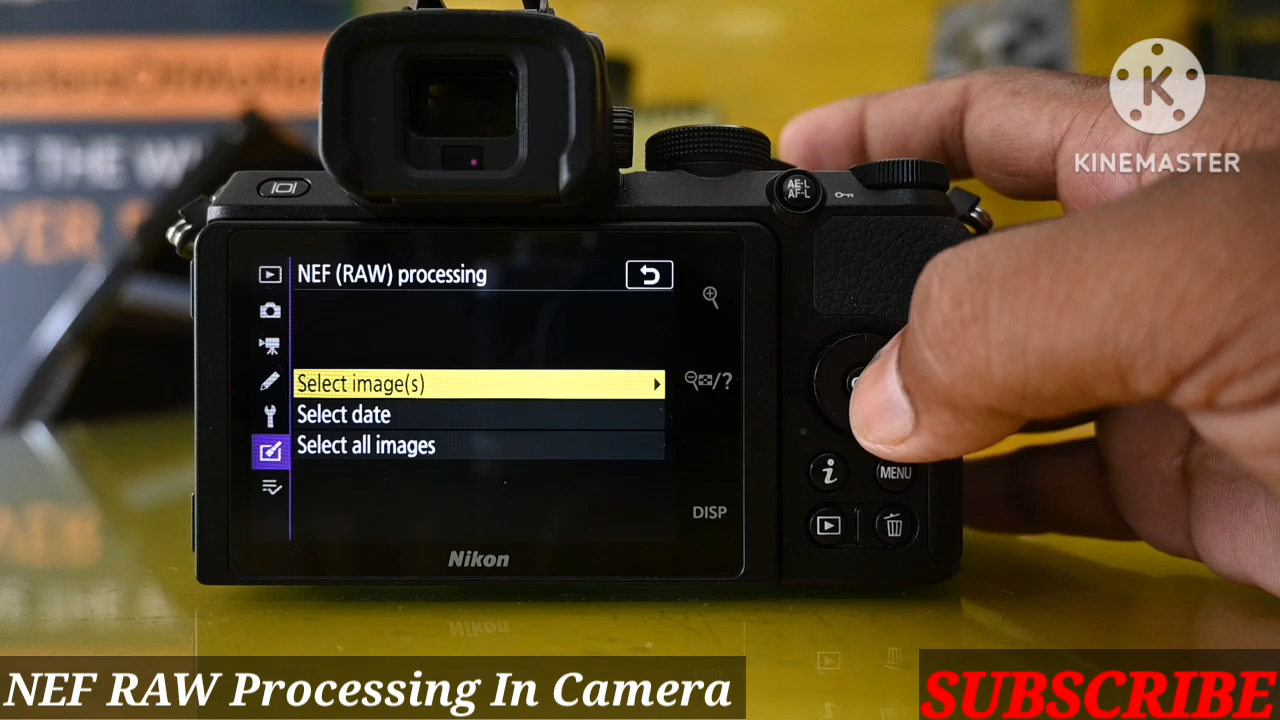 KINEMASTER
AE-L
AF-L
NEF (RAW) processing
Select image(s)
Select date
Select all images
/?
DISP
i
MENU
Nikon
NEF RAW Processing In Camera
SUBSCRIBE